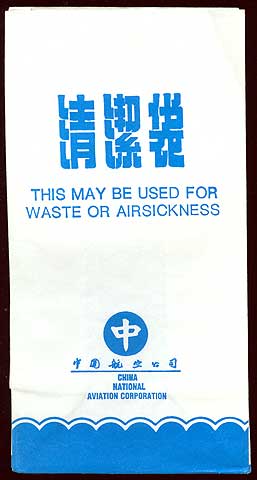 清潔袋
THIS MAY BE USED FOR
WASTE OR AIRSICKNESS
中
中國航空公司
CHINA
NATIONAL
AVIATION CORPORATION